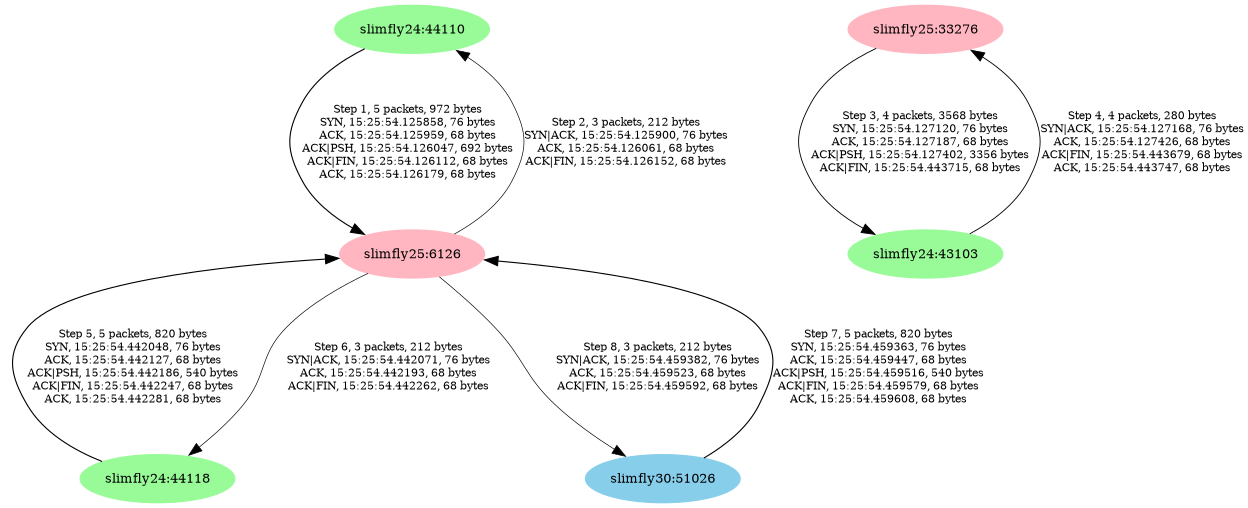 slimfly24:44110
slimfly25:33276
Step 1, 5 packets, 972 bytes
SYN, 15:25:54.125858, 76 bytes
ACK, 15:25:54.125959, 68 bytes
ACK|PSH, 15:25:54.126047, 692 bytes
ACK|FIN, 15:25:54.126112, 68 bytes
ACK, 15:25:54.126179, 68 bytes
Step 2, 3 packets, 212 bytes
SYN|ACK, 15:25:54.125900, 76 bytes
ACK, 15:25:54.126061, 68 bytes
ACK|FIN, 15:25:54.126152, 68 bytes
Step 3, 4 packets, 3568 bytes
SYN, 15:25:54.127120, 76 bytes
ACK, 15:25:54.127187, 68 bytes
ACK|PSH, 15:25:54.127402, 3356 bytes
ACK|FIN, 15:25:54.443715, 68 bytes
Step 4, 4 packets, 280 bytes
SYN|ACK, 15:25:54.127168, 76 bytes
ACK, 15:25:54.127426, 68 bytes
ACK|FIN, 15:25:54.443679, 68 bytes
ACK, 15:25:54.443747, 68 bytes
slimfly25:6126
slimfly24:43103
Step 5, 5 packets, 820 bytes
SYN, 15:25:54.442048, 76 bytes
ACK, 15:25:54.442127, 68 bytes
ACK|PSH, 15:25:54.442186, 540 bytes
ACK|FIN, 15:25:54.442247, 68 bytes
ACK, 15:25:54.442281, 68 bytes
Step 6, 3 packets, 212 bytes
SYN|ACK, 15:25:54.442071, 76 bytes
ACK, 15:25:54.442193, 68 bytes
ACK|FIN, 15:25:54.442262, 68 bytes
Step 8, 3 packets, 212 bytes
SYN|ACK, 15:25:54.459382, 76 bytes
ACK, 15:25:54.459523, 68 bytes
ACK|FIN, 15:25:54.459592, 68 bytes
Step 7, 5 packets, 820 bytes
SYN, 15:25:54.459363, 76 bytes
ACK, 15:25:54.459447, 68 bytes
ACK|PSH, 15:25:54.459516, 540 bytes
ACK|FIN, 15:25:54.459579, 68 bytes
ACK, 15:25:54.459608, 68 bytes
slimfly24:44118
slimfly30:51026